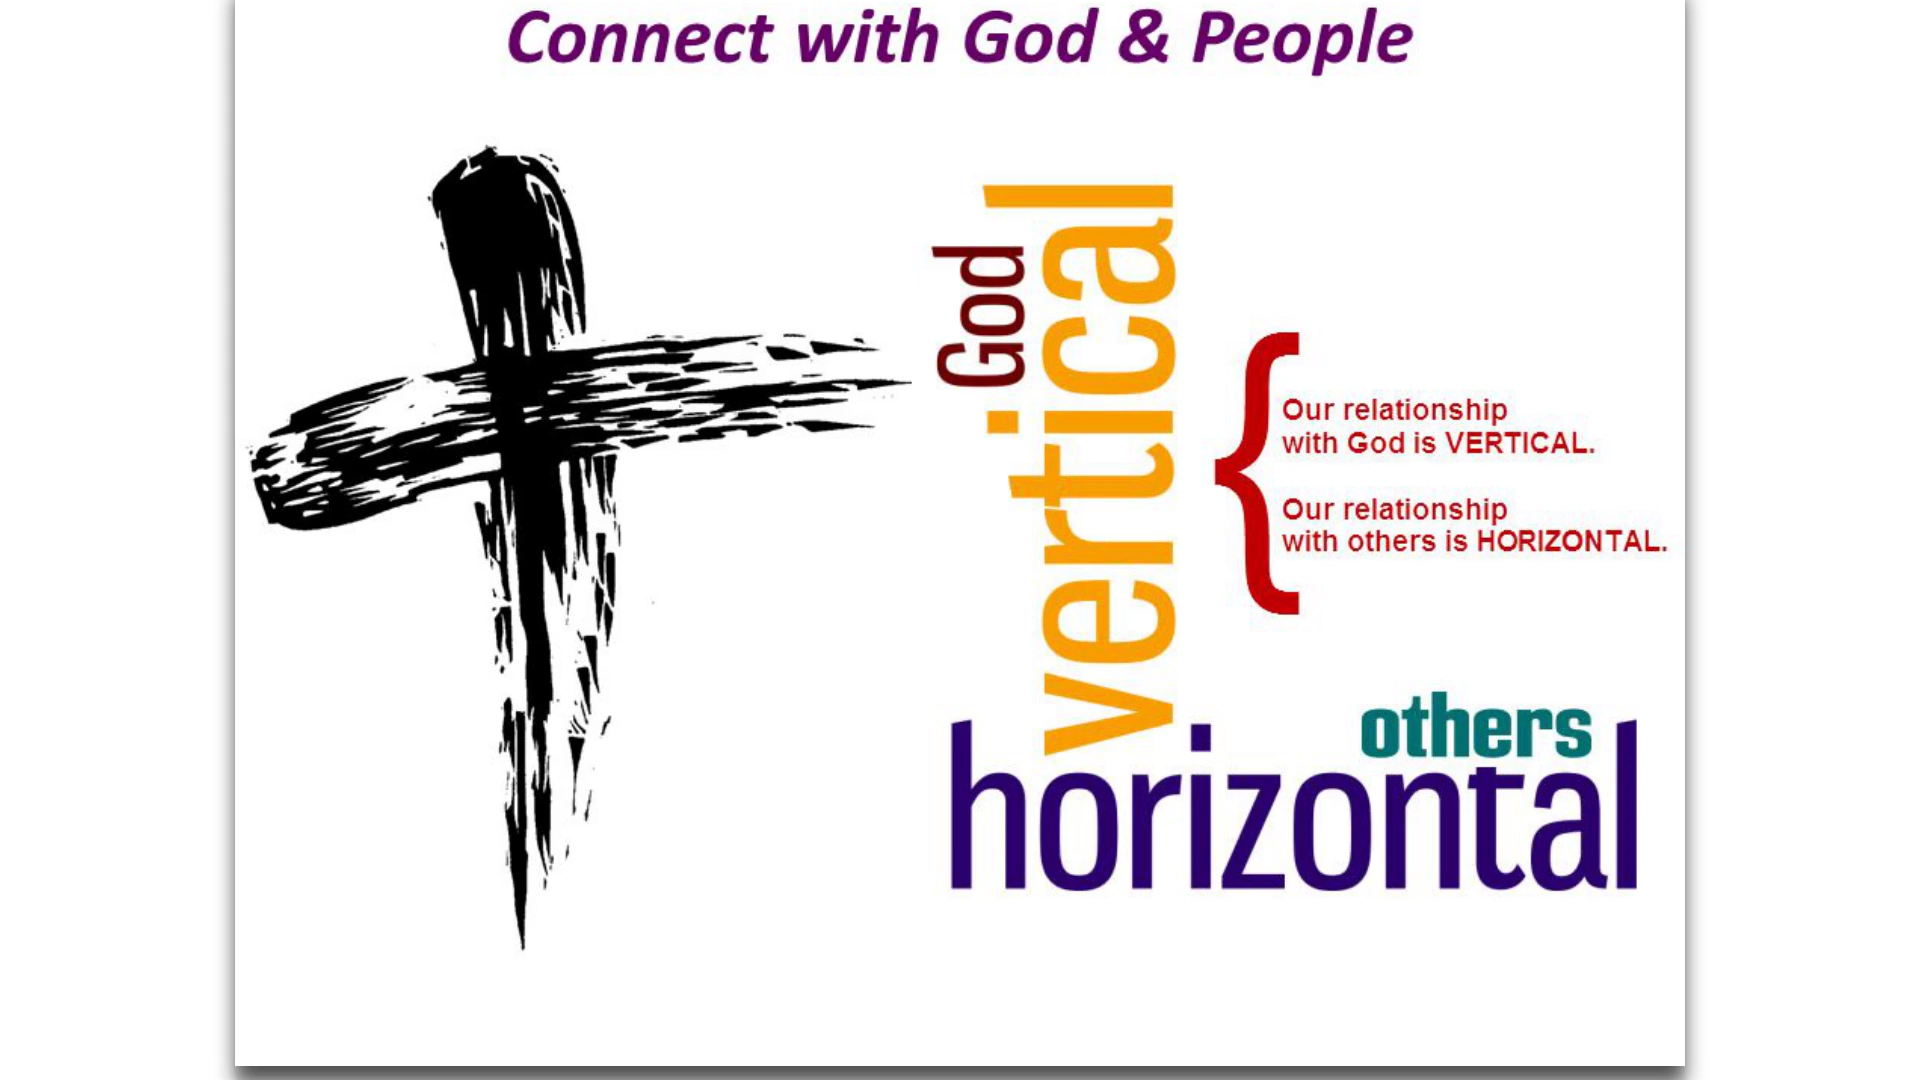 Connect with God & People
God
vertical
Our relationship
with God is VERTICAL.
Our relationship
with others is HORIZONTAL.
others
horizontal